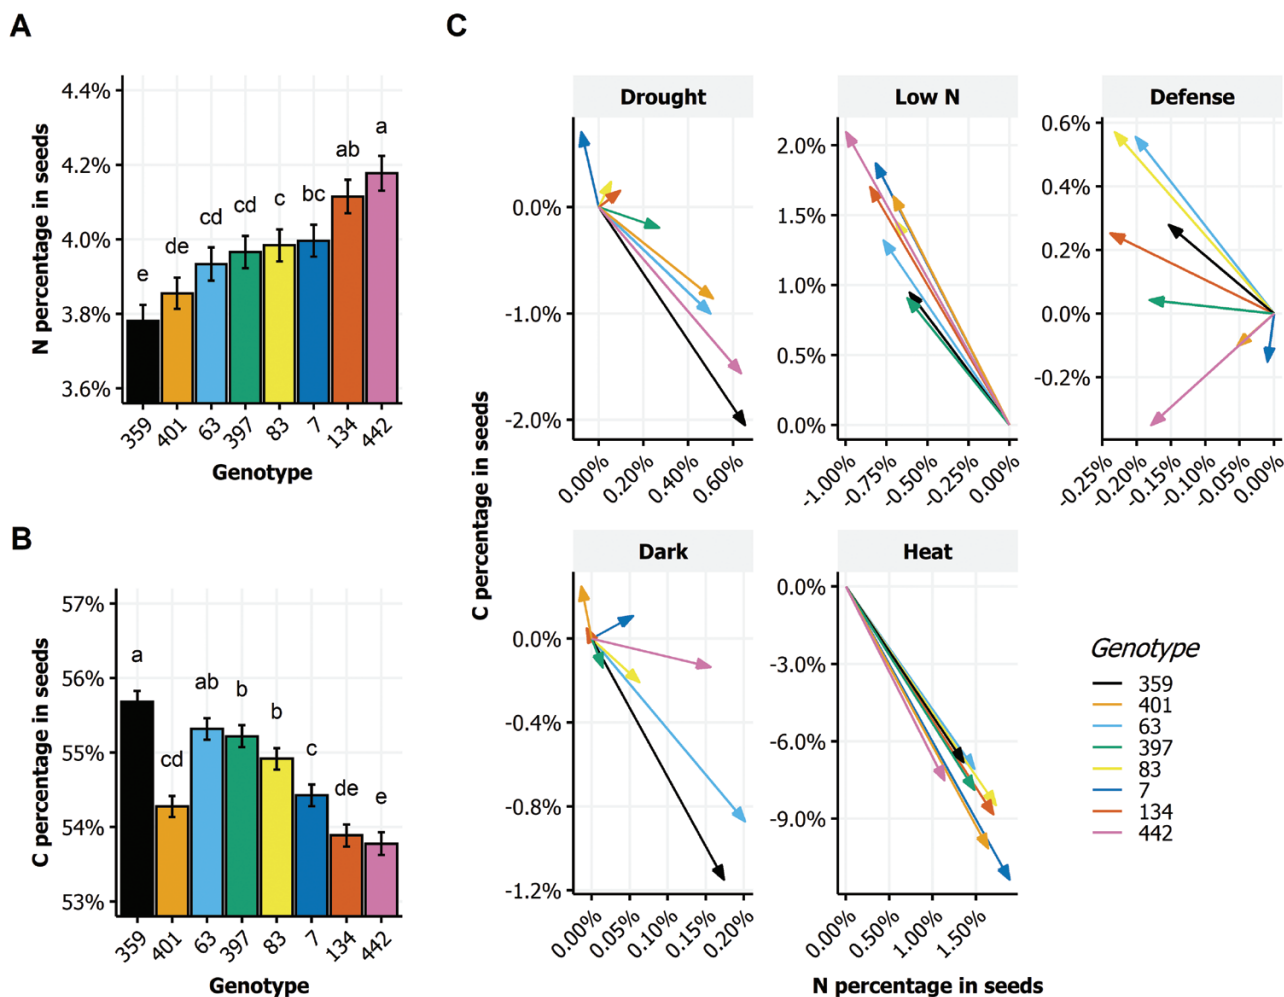 A
N percentage in seeds
4.4%
4.2%
4.0%
3.8%
3.6%
e
de
cd
cd
c
bc
ab
a
359
401
63
397
83
7
134
442
Genotype
B
C percentage in seeds
57%
56%
55%
54%
53%
a
cd
ab
b
b
c
de
e
359
401
63
397
83
7
134
442
Genotype
C
C percentage in seeds
Drought
0.0%
-1.0%
-2.0%
0.00%
0.20%
0.40%
0.60%
Low N
2.0%
1.5%
1.0%
0.5%
0.0%
-1.00%
-0.75%
-0.50%
-0.25%
0.00%
Defense
0.6%
0.4%
0.2%
0.0%
-0.2%
-0.25%
-0.20%
-0.15%
-0.10%
-0.05%
0.00%
Dark
0.0%
-0.4%
-0.8%
-1.2%
0.00%
0.05%
0.10%
0.15%
0.20%
Heat
0.0%
-3.0%
-6.0%
-9.0%
0.00%
0.50%
1.00%
1.50%
N percentage in seeds
Genotype
359
401
63
397
83
7
134
442